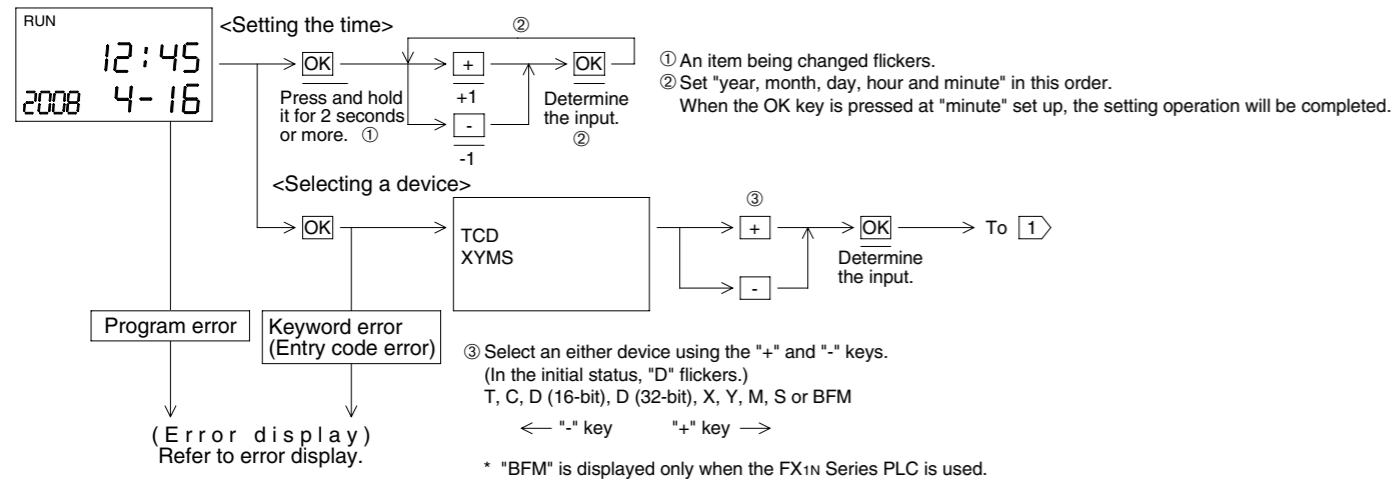 RUN
12:45
2008 4-16
<Setting the time>
OK
Press and hold
it for 2 seconds
or more. ①
+
+1
-
-1
②
OK
Determine
the input.
②
① An item being changed flickers.
② Set "year, month, day, hour and minute" in this order.
When the OK key is pressed at "minute" set up, the setting operation will be completed.
<Selecting a device>
OK
TCD
XYMS
③
+
-
OK
Determine
the input.
To 1
Program error
Keyword error
(Entry code error)
(Error display)
Refer to error display.
③ Select an either device using the "+" and "-" keys.
(In the initial status, "D" flickers.)
T, C, D (16-bit), D (32-bit), X, Y, M, S or BFM
← "-" key "+" key →
* "BFM" is displayed only when the FX1N Series PLC is used.